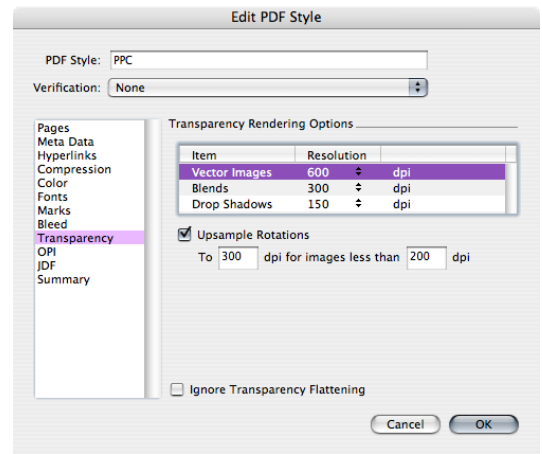 Edit PDF Style
PDF Style: PPC
Verification: None
Pages
Meta Data
Hyperlinks
Compression
Color
Fonts
Marks
Bleed
Transparency
OPI
JDF
Summary
Transparency Rendering Options
Item Resolution
Vector Images 600 dpi
Blends 300 dpi
Drop Shadows 150 dpi
Upsample Rotations
To 300 dpi for images less than 200 dpi
Ignore Transparency Flattening
Cancel OK